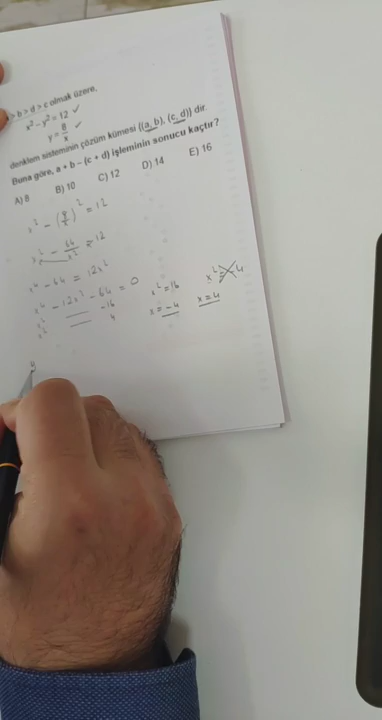 > b > d > c olmak üzere,
x² - y² = 12 ✓
y = 8/x ✓
denklem sisteminin çözüm kümesi {(a, b), (c, d)} dir.
Buna göre, a + b - (c + d) işleminin sonucu kaçtır?
A) 8 B) 10 C) 12 D) 14 E) 16
x² - (8/x)² = 12
x² - 64/x² = 12
x⁴ - 64 = 12x²
x⁴ - 12x² - 64 = 0
x² -16
x² 4
x² = 16 x² = -4
x = -4 x = 4
y